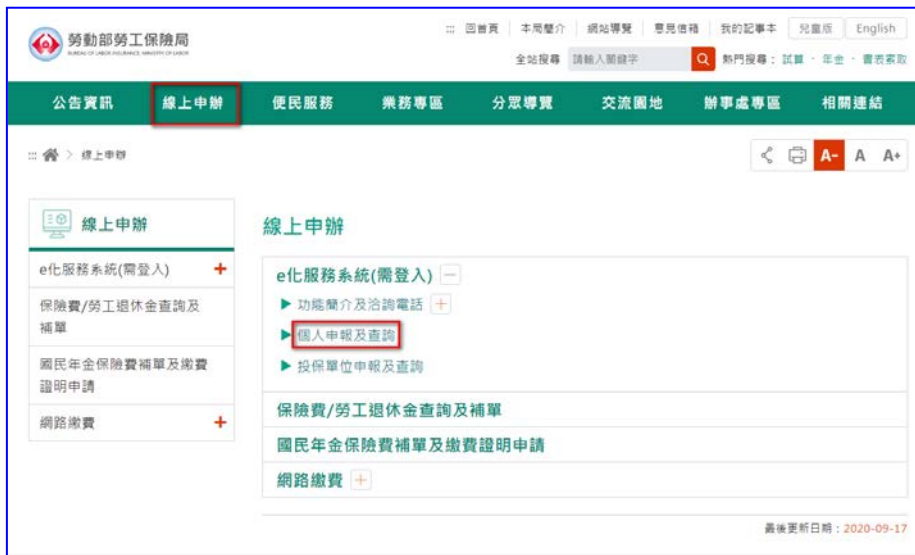 勞動部勞工保險局
BUREAU OF LABOR INSURANCE, MINISTRY OF LABOR
::: 回首頁 本局簡介 網站導覽 意見信箱 我的記事本 兒童版 English
全站搜尋 請輸入關鍵字 熱門搜尋：試算 · 年金 · 書表索取
公告資訊 線上申辦 便民服務 業務專區 分眾導覽 交流園地 辦事處專區 相關連結
::: > 線上申辦
A- A A+
線上申辦
e化服務系統(需登入) +
保險費/勞工退休金查詢及
補單
國民年金保險費補單及繳費
證明申請
網路繳費 +
線上申辦
e化服務系統(需登入) －
▶ 功能簡介及洽詢電話 +
▶ 個人申報及查詢
▶ 投保單位申報及查詢
保險費/勞工退休金查詢及補單
國民年金保險費補單及繳費證明申請
網路繳費 +
最後更新日期：2020-09-17